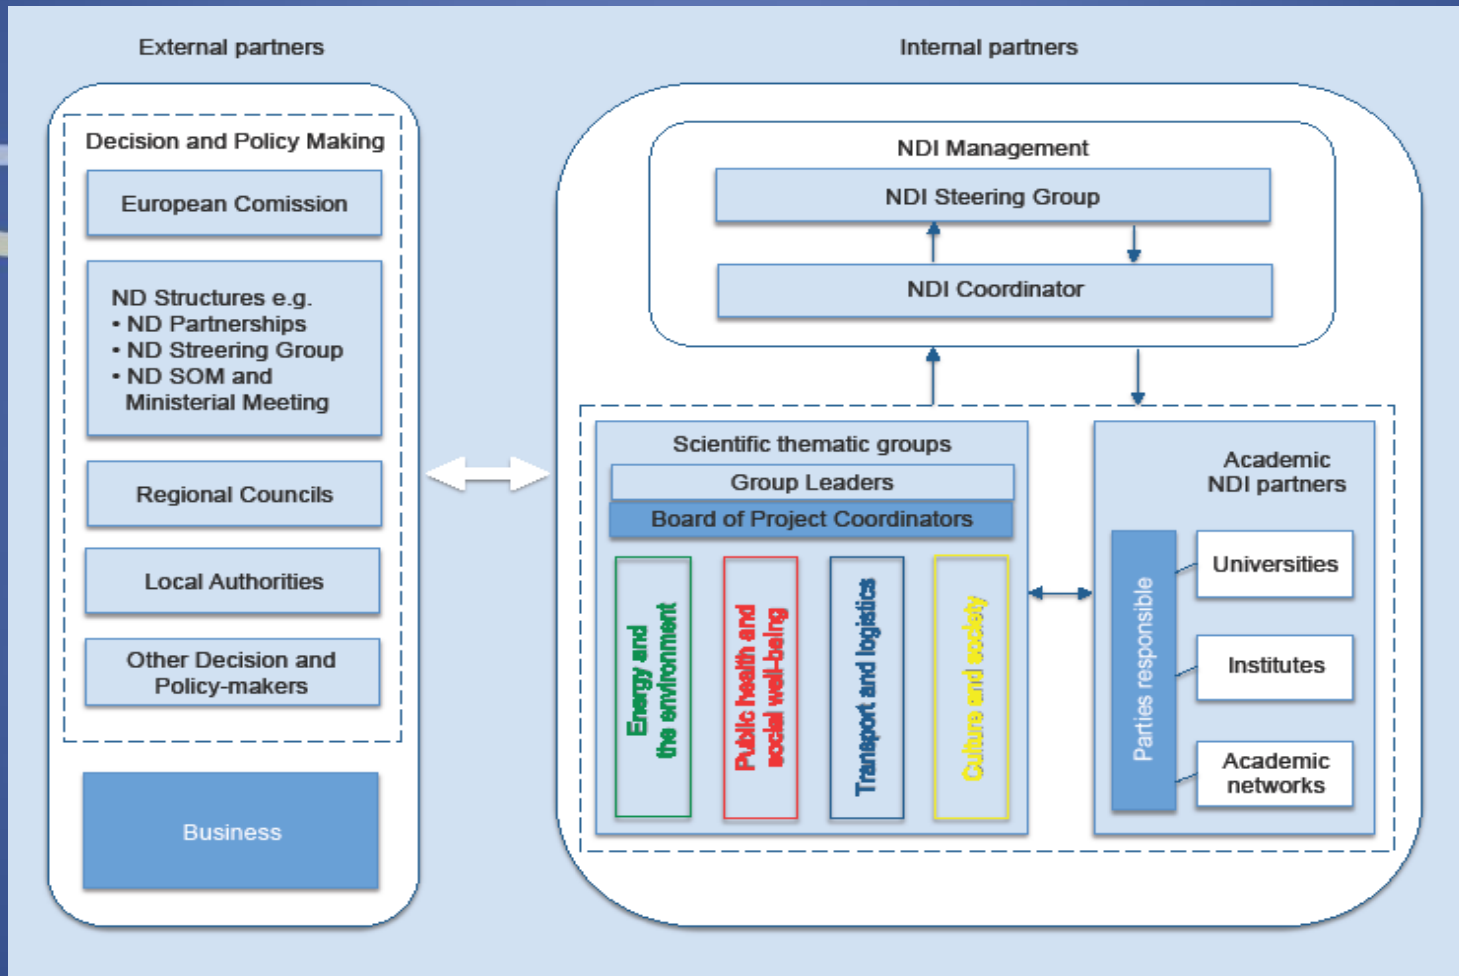 External partners
Internal partners
Decision and Policy Making
European Comission
ND Structures e.g.
• ND Partnerships
• ND Streering Group
• ND SOM and
Ministerial Meeting
Regional Councils
Local Authorities
Other Decision and
Policy-makers
Business
NDI Management
NDI Steering Group
NDI Coordinator
Scientific thematic groups
Group Leaders
Board of Project Coordinators
Energy and
the environment
Public health and
social well-being
Transport and logistics
Culture and society
Academic
NDI partners
Parties responsible
Universities
Institutes
Academic
networks